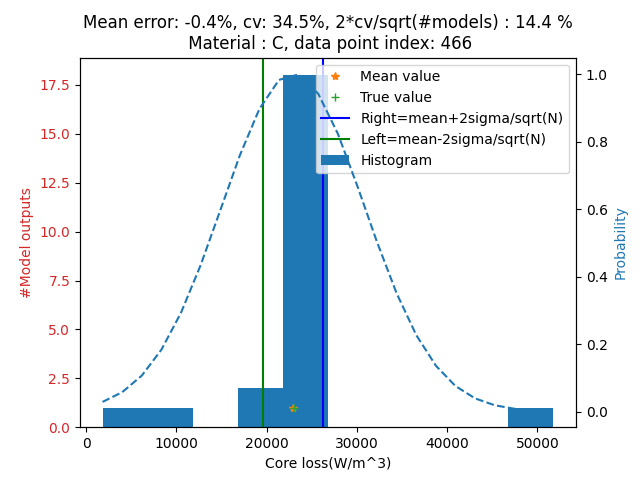 Mean error: -0.4%, cv: 34.5%, 2*cv/sqrt(#models) : 14.4 %
Material : C, data point index: 466
Mean value
True value
Right=mean+2sigma/sqrt(N)
Left=mean-2sigma/sqrt(N)
Histogram
17.5
15.0
12.5
10.0
7.5
5.0
2.5
0.0
#Model outputs
1.0
0.8
0.6
0.4
0.2
0.0
Probability
0 10000 20000 30000 40000 50000
Core loss(W/m^3)